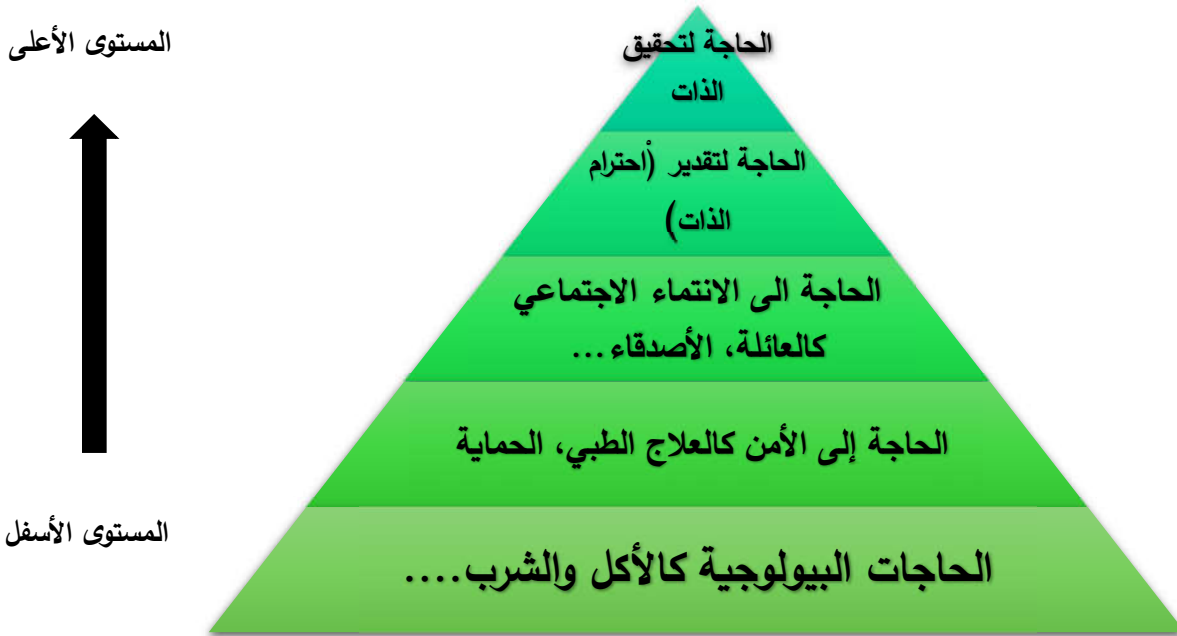 المستوى الأعلى
الحاجة لتحقيق
الذات
الحاجة لتقدير (أحترام
الذات)
الحاجة الى الانتماء الاجتماعي
كالعائلة، الأصدقاء...
الحاجة إلى الأمن كالعلاج الطبي، الحماية
المستوى الأسفل
الحاجات البيولوجية كالأكل والشرب....